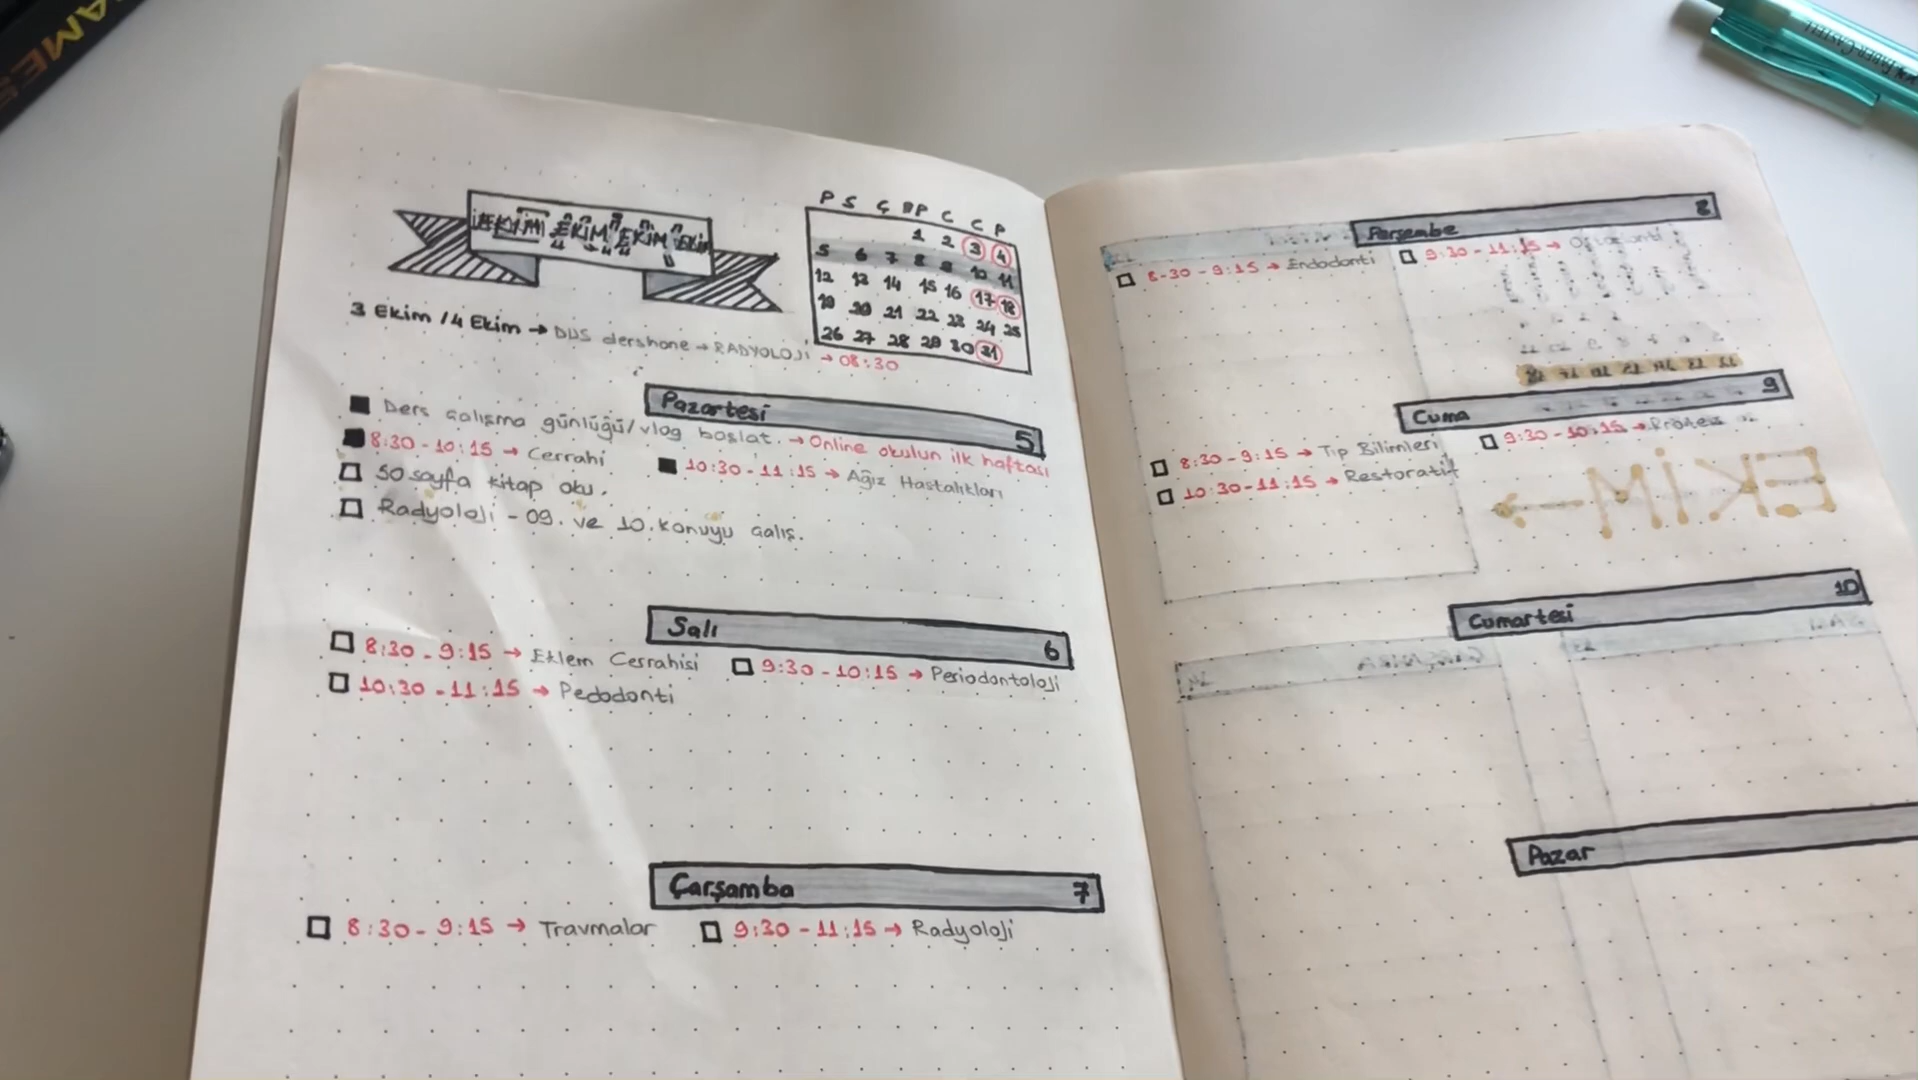 EKİM EKİM EKİM
P S Ç P C C P
1 2 3 4
5 6 7 8 9 10 11
12 13 14 15 16 17 18
19 20 21 22 23 24 25
26 27 28 29 30 31
3 Ekim / 4 Ekim → DUS dershane → RADYOLOJİ → 08:30
Pazartesi 5
Ders çalışma günlüğü/vlog başlat. → Online okulun ilk haftası
8:30 - 10:15 → Cerrahi
10:30 - 11:15 → Ağız Hastalıkları
50 sayfa kitap oku.
Radyoloji - 09. ve 10. konuyu çalış.
Salı 6
8:30 - 9:15 → Eklem Cerrahisi
9:30 - 10:15 → Periodontoloji
10:30 - 11:15 → Pedodonti
Çarşamba 7
8:30 - 9:15 → Travmalar
9:30 - 11:15 → Radyoloji
Perşembe 8
8:30 - 9:15 → Endodonti
9:30 - 11:15 →
Cuma 9
8:30 - 9:15 → Tıp Bilimleri
9:30 - 10:15 → Protez
10:30 - 11:15 → Restoratif
EKİM
Cumartesi 10
Pazar
FABER-CASTELL